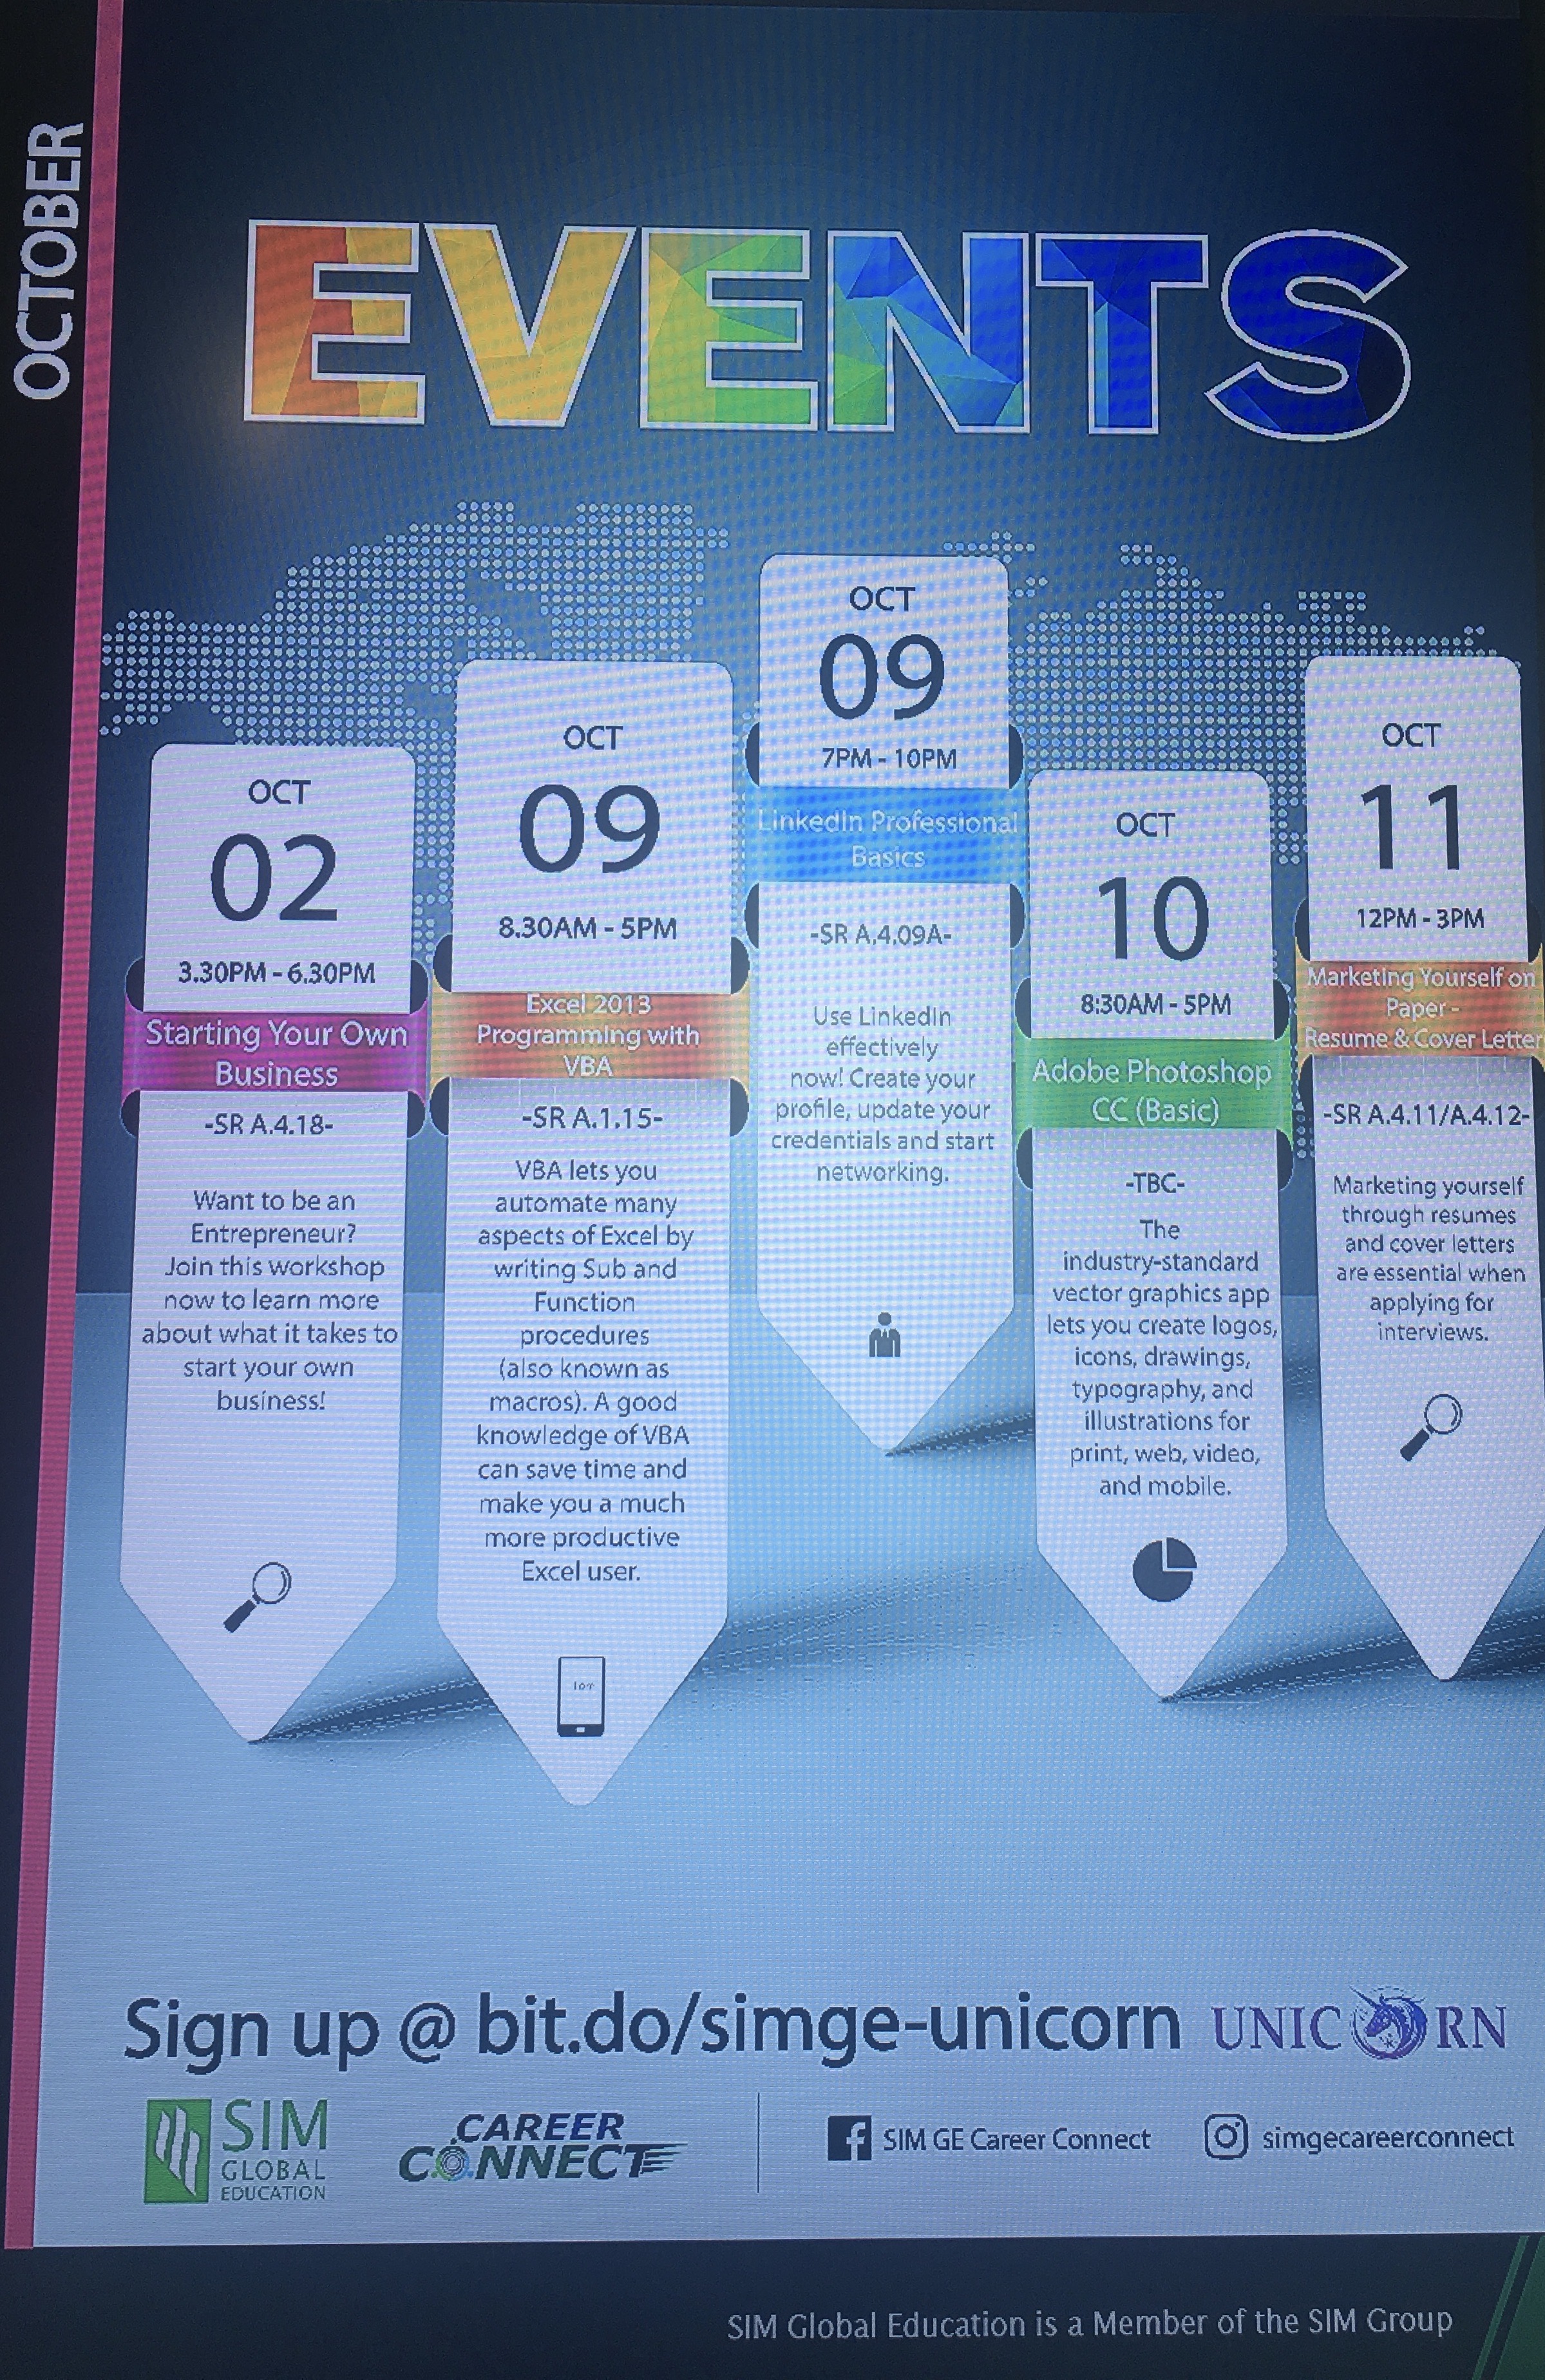 OCTOBER
EVENTS
OCT
02
3.30PM - 6.30PM
Starting Your Own
Business
-SR A.4.18-
Want to be an
Entrepreneur?
Join this workshop
now to learn more
about what it takes to
start your own
business!
OCT
09
8.30AM - 5PM
Excel 2013
Programming with
VBA
-SR A.1.15-
VBA lets you
automate many
aspects of Excel by
writing Sub and
Function
procedures
(also known as
macros). A good
knowledge of VBA
can save time and
make you a much
more productive
Excel user.
OCT
09
7PM - 10PM
LinkedIn Professional
Basics
-SR A.4.09A-
Use LinkedIn
effectively
now! Create your
profile, update your
credentials and start
networking.
OCT
10
8:30AM - 5PM
Adobe Photoshop
CC (Basic)
-TBC-
The
industry-standard
vector graphics app
lets you create logos,
icons, drawings,
typography, and
illustrations for
print, web, video,
and mobile.
OCT
11
12PM - 3PM
Marketing Yourself on
Paper -
Resume & Cover Letter
-SR A.4.11/A.4.12-
Marketing yourself
through resumes
and cover letters
are essential when
applying for
interviews.
Sign up @ bit.do/simge-unicorn UNICORN
SIM
GLOBAL
EDUCATION
CAREER
CONNECT
SIM GE Career Connect
simgecareerconnect
SIM Global Education is a Member of the SIM Group